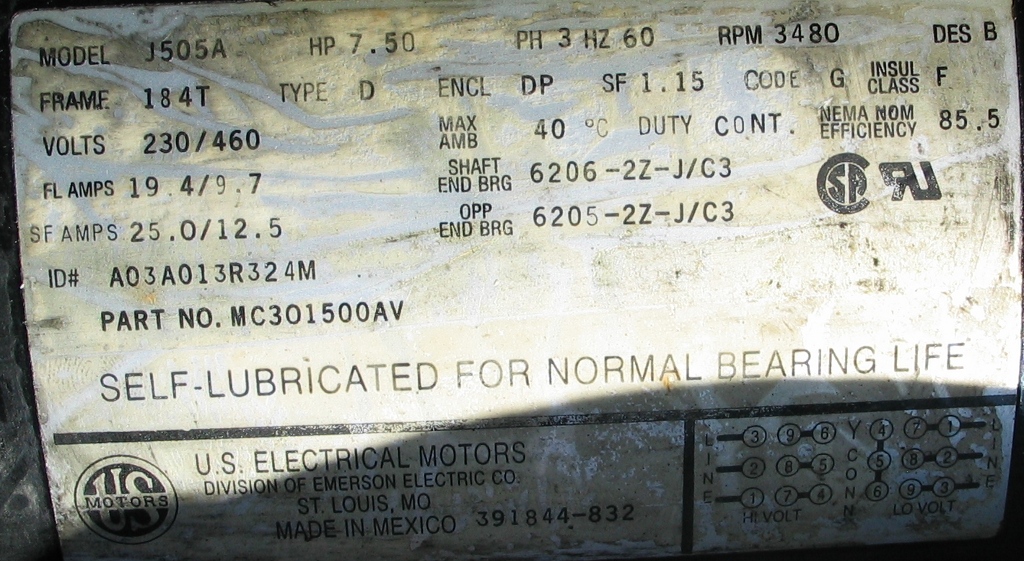 MODEL J505A HP 7.50 PH 3 HZ 60 RPM 3480 DES B
FRAME 184T TYPE D ENCL DP SF 1.15 CODE G INSUL CLASS F
VOLTS 230/460 MAX AMB 40 °C DUTY CONT. NEMA NOM EFFICIENCY 85.5
FL AMPS 19.4/9.7 SHAFT END BRG 6206-2Z-J/C3
SF AMPS 25.0/12.5 OPP END BRG 6205-2Z-J/C3
SA
RU
ID# A03A013R324M
PART NO. MC301500AV
SELF-LUBRICATED FOR NORMAL BEARING LIFE
US
MOTORS
U.S. ELECTRICAL MOTORS
DIVISION OF EMERSON ELECTRIC CO.
ST. LOUIS, MO
MADE IN MEXICO 391844-832
LINE
3 9 6
2 8 5
1 7 4
HI VOLT
Y CONN
4 7 1
5 8 2
6 9 3
LO VOLT
LINE